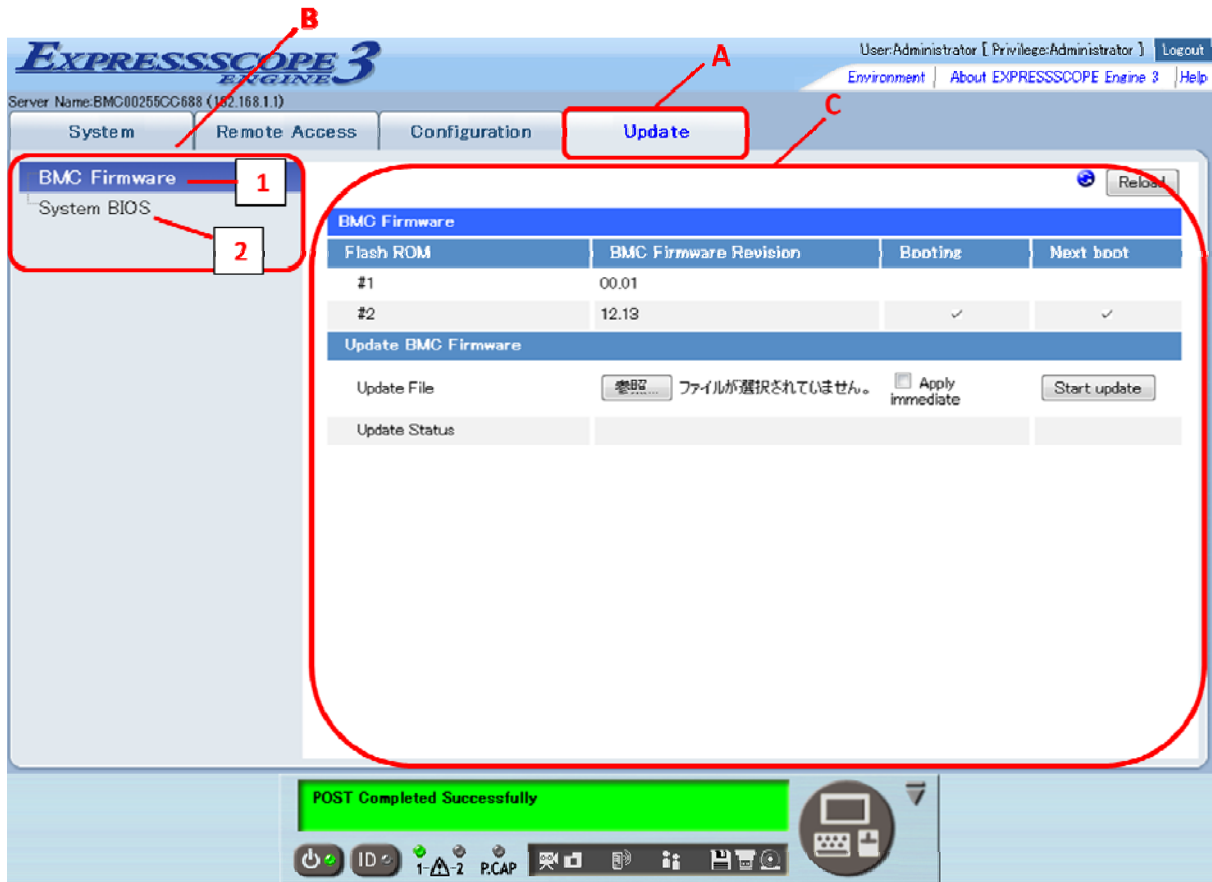 B
EXPRESSSCOPE 3
ENGINE
A
User:Administrator [ Privilege:Administrator ] Logout
Environment About EXPRESSSCOPE Engine 3 Help
Server Name:BMC00255CC688 (192.168.1.1)
C
System Remote Access Configuration Update
BMC Firmware 1
Reload
System BIOS
2
BMC Firmware
Flash ROM BMC Firmware Revision Booting Next boot
#1 00.01
#2 12.13
Update BMC Firmware
Update File 参照... ファイルが選択されていません。 Apply immediate Start update
Update Status
POST Completed Successfully
ID 1-2 P.CAP